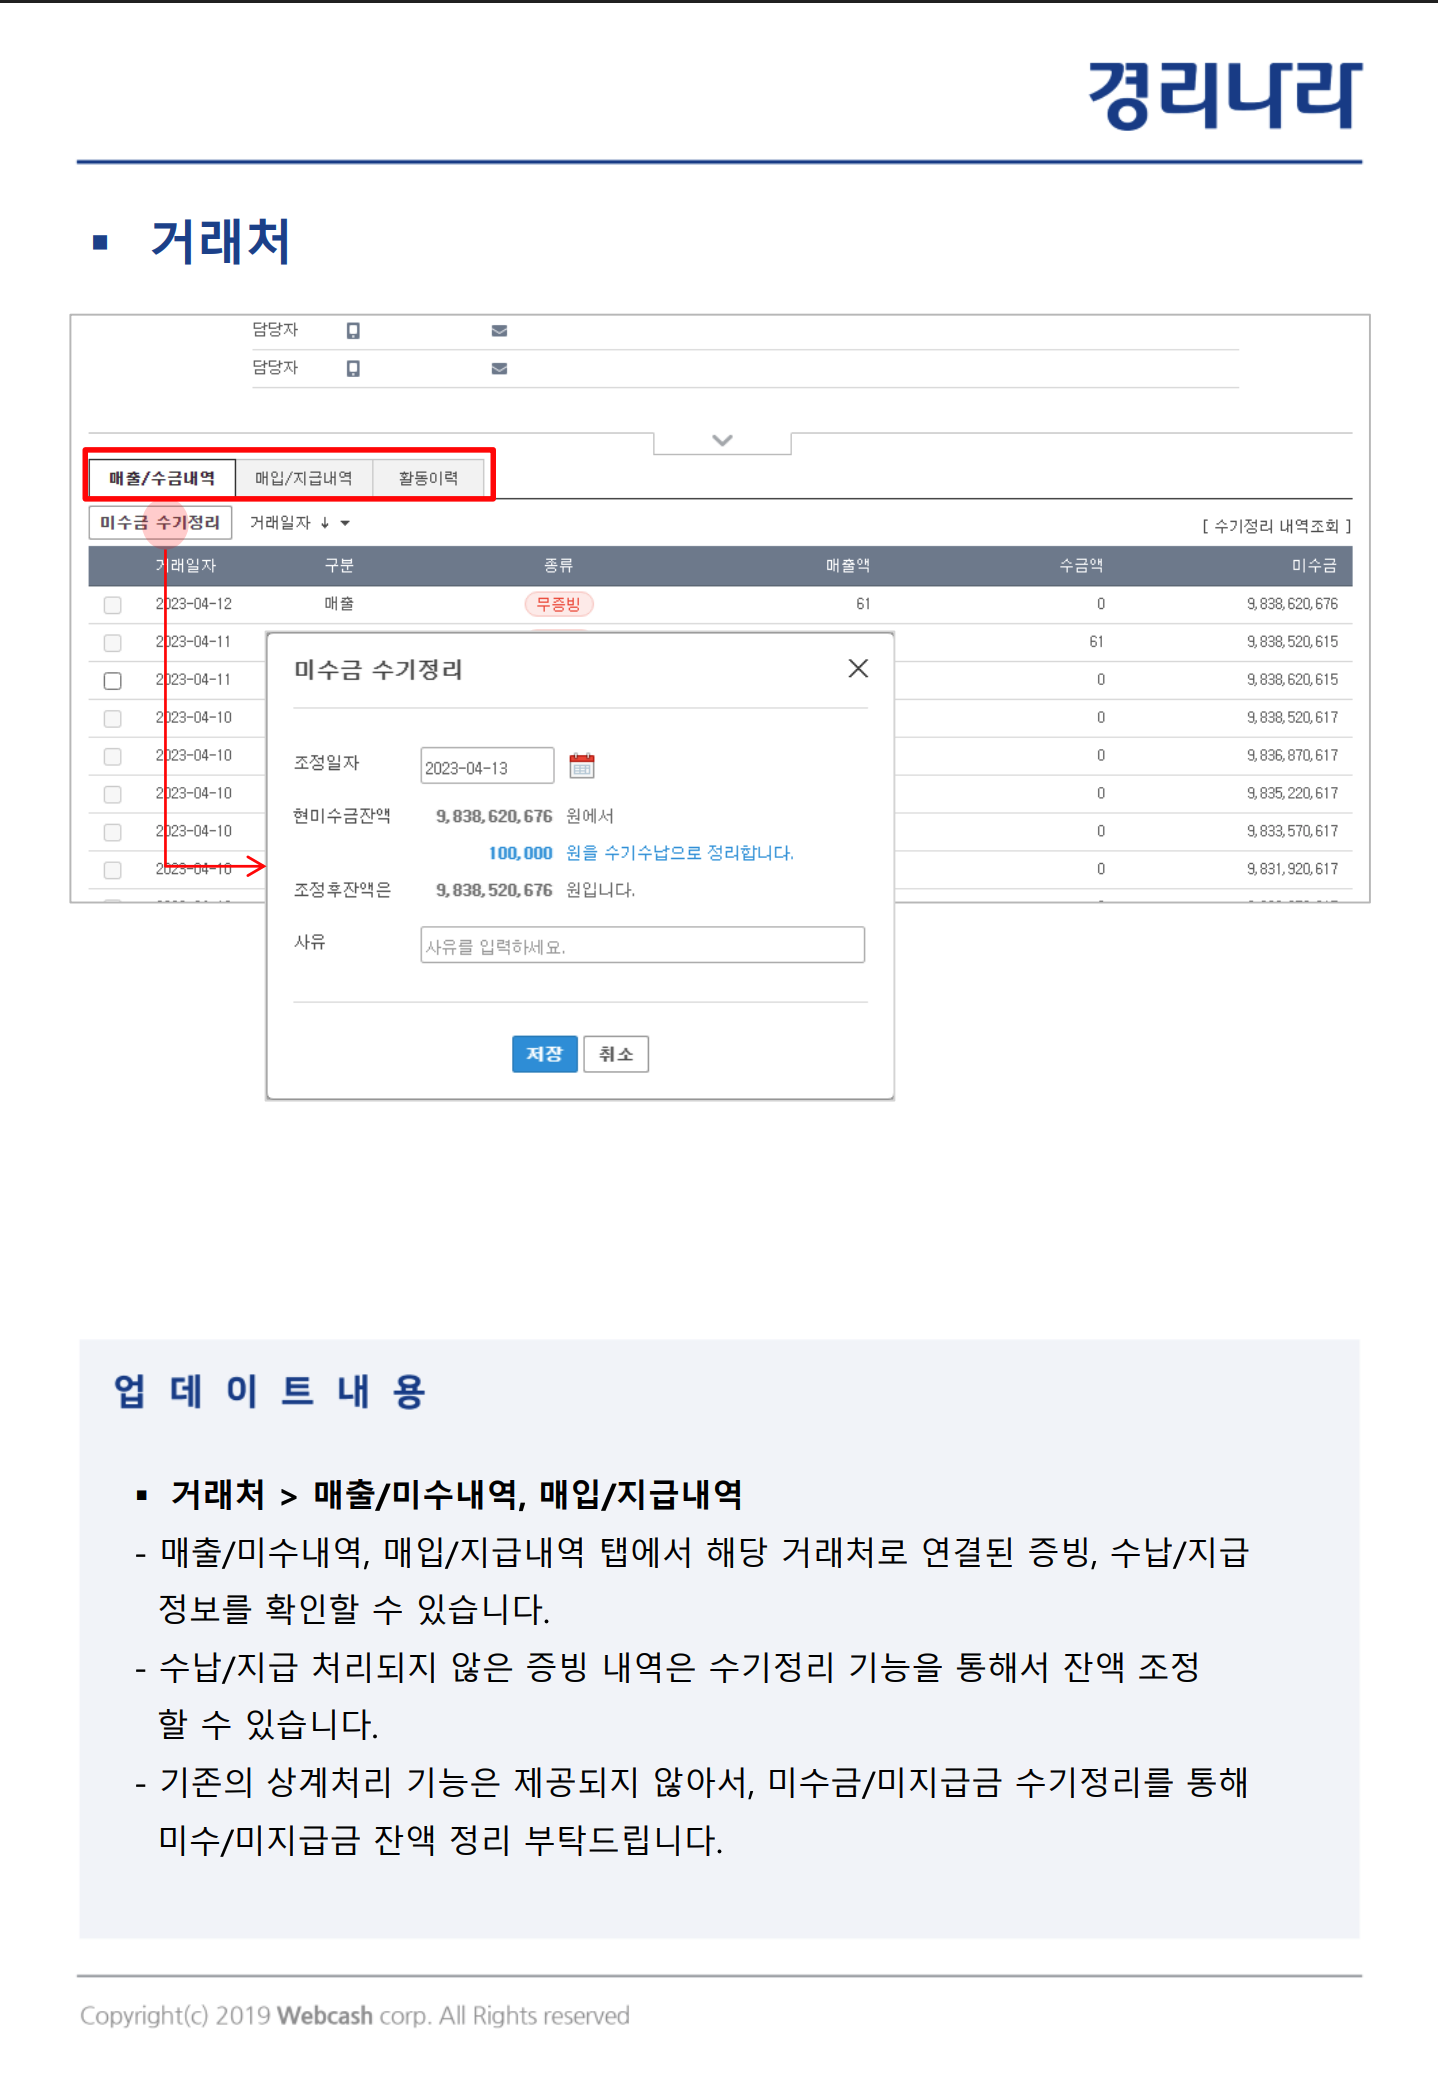 경리나라
▪ 거래처
담당자
담당자
매출/수금내역 매입/지급내역 활동이력
미수금 수기정리 거래일자 ↓ [ 수기정리 내역조회 ]
거래일자 구분 종류 매출액 수금액 미수금
2023-04-12 매출 무증빙 61 0 9,838,620,676
2023-04-11 61 9,838,520,615
2023-04-11 0 9,838,620,615
2023-04-10 0 9,838,520,617
2023-04-10 0 9,836,870,617
2023-04-10 0 9,835,220,617
2023-04-10 0 9,833,570,617
2023-04-10 0 9,831,920,617
미수금 수기정리
조정일자 2023-04-13
현미수금잔액 9,838,620,676 원에서
100,000 원을 수기수납으로 정리합니다.
조정후잔액은 9,838,520,676 원입니다.
사유 사유를 입력하세요.
저장 취소
업 데 이 트 내 용
▪ 거래처 > 매출/미수내역, 매입/지급내역
- 매출/미수내역, 매입/지급내역 탭에서 해당 거래처로 연결된 증빙, 수납/지급
정보를 확인할 수 있습니다.
- 수납/지급 처리되지 않은 증빙 내역은 수기정리 기능을 통해서 잔액 조정
할 수 있습니다.
- 기존의 상계처리 기능은 제공되지 않아서, 미수금/미지급금 수기정리를 통해
미수/미지급금 잔액 정리 부탁드립니다.
Copyright(c) 2019 Webcash corp. All Rights reserved